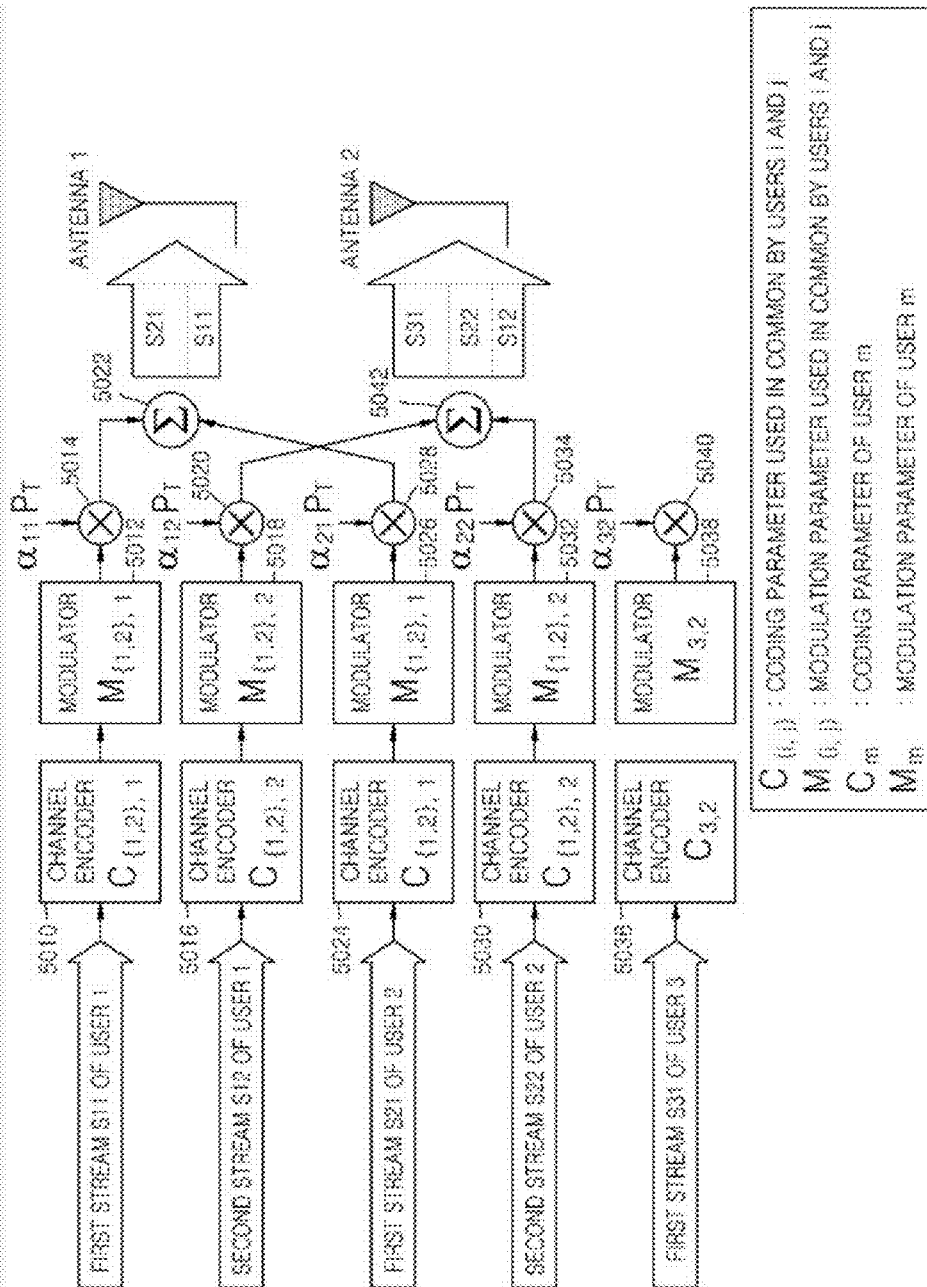 FIRST STREAM S11 OF USER 1
5010
CHANNEL
ENCODER
C{1,2}, 1
MODULATOR
M{1,2}, 1
5012
α11 PT
5014
5022
Σ
S21
S11
ANTENNA 1
SECOND STREAM S12 OF USER 1
5016
CHANNEL
ENCODER
C{1,2}, 2
MODULATOR
M{1,2}, 2
5018
α12 PT
5020
FIRST STREAM S21 OF USER 2
5024
CHANNEL
ENCODER
C{1,2}, 1
MODULATOR
M{1,2}, 1
5026
α21 PT
5028
5042
Σ
S31
S22
S12
ANTENNA 2
SECOND STREAM S22 OF USER 2
5030
CHANNEL
ENCODER
C{1,2}, 2
MODULATOR
M{1,2}, 2
5032
α22 PT
5034
FIRST STREAM S31 OF USER 3
CHANNEL
ENCODER
C3,2
MODULATOR
M3,2
5038
α32 PT
5040
C{i, j} : CODING PARAMETER USED IN COMMON BY USERS i AND j
M{i, j} : MODULATION PARAMETER USED IN COMMON BY USERS i AND j
Cm : CODING PARAMETER OF USER m
Mm : MODULATION PARAMETER OF USER m